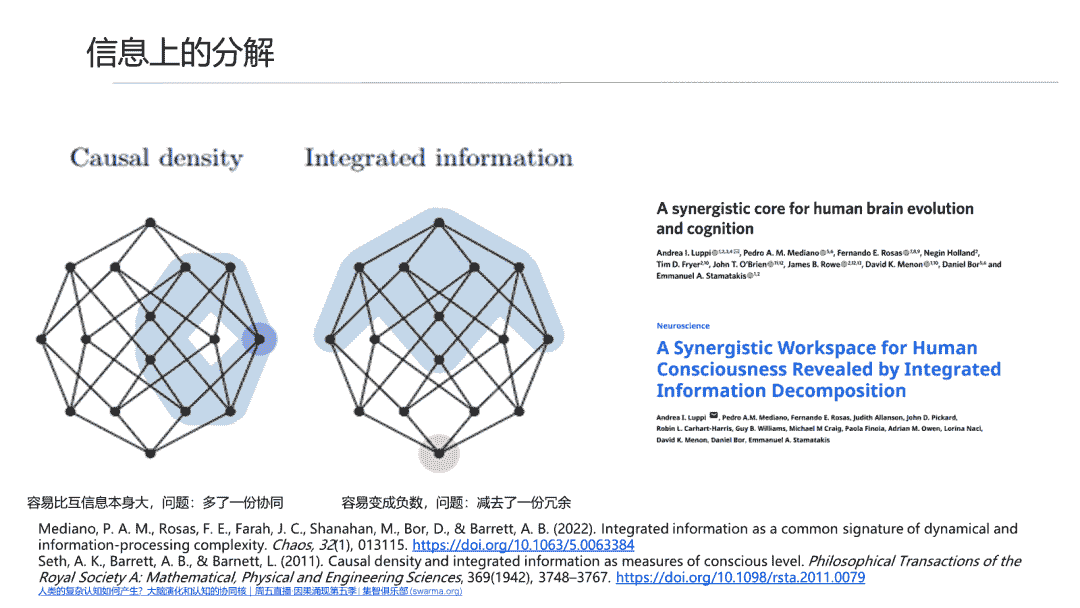 信息上的分解
Causal density
Integrated information
A synergistic core for human brain evolution
and cognition
Andrea I. Luppi, Pedro A. M. Mediano, Fernando E. Rosas, Negin Holland,
Tim D. Fryer, John T. O'Brien, James B. Rowe, David K. Menon, Daniel Bor and
Emmanuel A. Stamatakis
Neuroscience
A Synergistic Workspace for Human
Consciousness Revealed by Integrated
Information Decomposition
Andrea I. Luppi, Pedro A.M. Mediano, Fernando E. Rosas, Judith Allanson, John D. Pickard,
Robin L. Carhart-Harris, Guy B. Williams, Michael M Craig, Paola Finoia, Adrian M. Owen, Lorina Naci,
David K. Menon, Daniel Bor, Emmanuel A. Stamatakis
容易比互信息本身大，问题：多了一份协同
容易变成负数，问题：减去了一份冗余
Mediano, P. A. M., Rosas, F. E., Farah, J. C., Shanahan, M., Bor, D., & Barrett, A. B. (2022). Integrated information as a common signature of dynamical and
information-processing complexity. Chaos, 32(1), 013115. https://doi.org/10.1063/5.0063384
Seth, A. K., Barrett, A. B., & Barnett, L. (2011). Causal density and integrated information as measures of conscious level. Philosophical Transactions of the
Royal Society A: Mathematical, Physical and Engineering Sciences, 369(1942), 3748–3767. https://doi.org/10.1098/rsta.2011.0079
人类的复杂认知如何产生？大脑演化和认知的协同核｜周五直播·因果涌现第五季 | 集智俱乐部 (swarma.org)